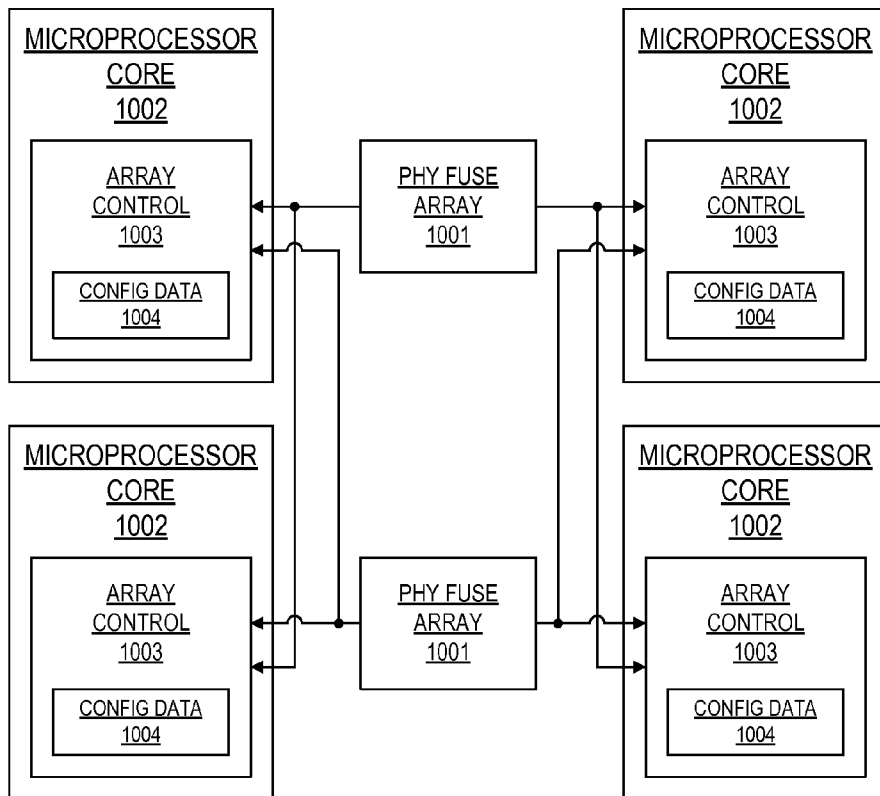 MICROPROCESSOR
CORE
1002
ARRAY
CONTROL
1003
CONFIG DATA
1004
PHY FUSE
ARRAY
1001
MICROPROCESSOR
CORE
1002
ARRAY
CONTROL
1003
CONFIG DATA
1004
MICROPROCESSOR
CORE
1002
ARRAY
CONTROL
1003
CONFIG DATA
1004
PHY FUSE
ARRAY
1001
MICROPROCESSOR
CORE
1002
ARRAY
CONTROL
1003
CONFIG DATA
1004